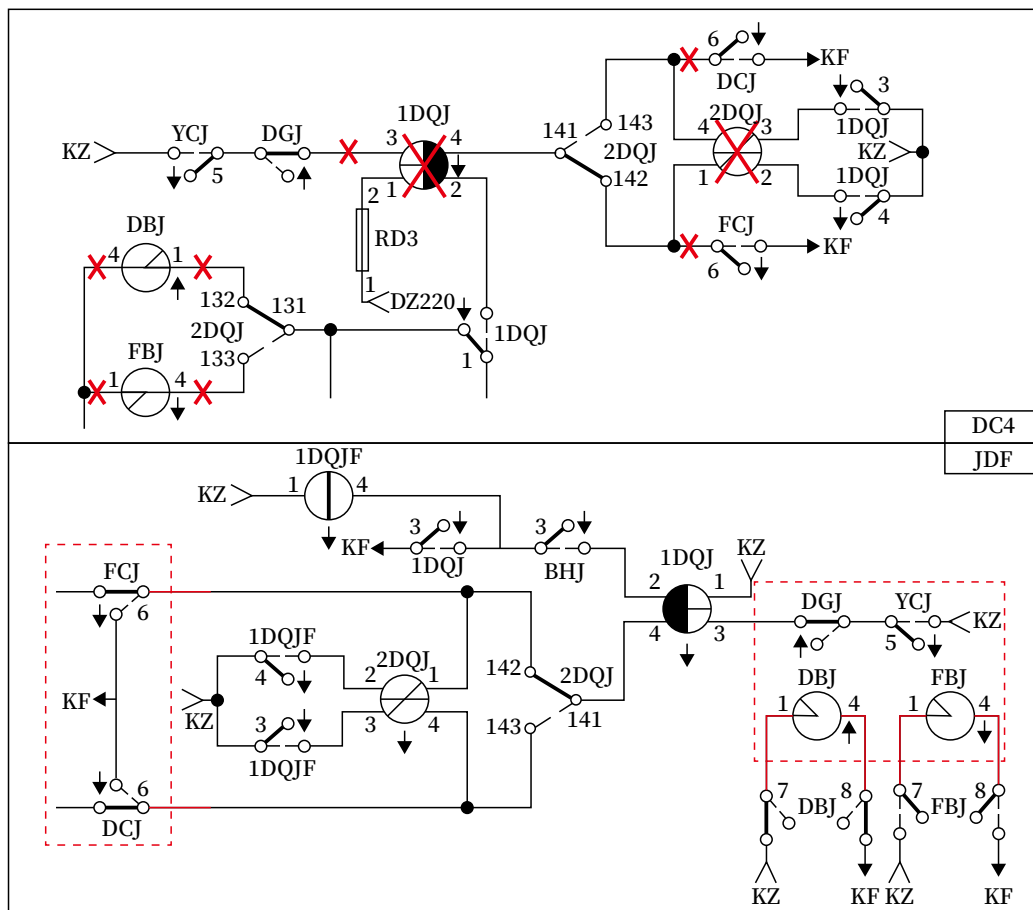 6
KF
DCJ
3
1DQJ
143
2DQJ
4
3
1DQJ
YCJ
DGJ
3
4
141
2DQJ
KZ
KZ
5
1
2
142
1
2
1DQJ
2
FCJ
4
DBJ
RD3
KF
4
1
6
132
131
1
DZ220
2DQJ
1DQJ
FBJ
133
1
1
4
DC4
JDF
1DQJF
KZ
1
4
3
3
KF
1DQJ
BHJ
1DQJ
KZ
FCJ
2
1
DGJ
YCJ
6
4
3
KZ
1DQJF
5
2DQJ
142
2DQJ
DBJ
FBJ
4
2
1
KF
KZ
1
4
1
4
3
3
4
143
141
1DQJF
6
7
DBJ
8
7
FBJ
8
DCJ
KZ
KF
KZ
KF